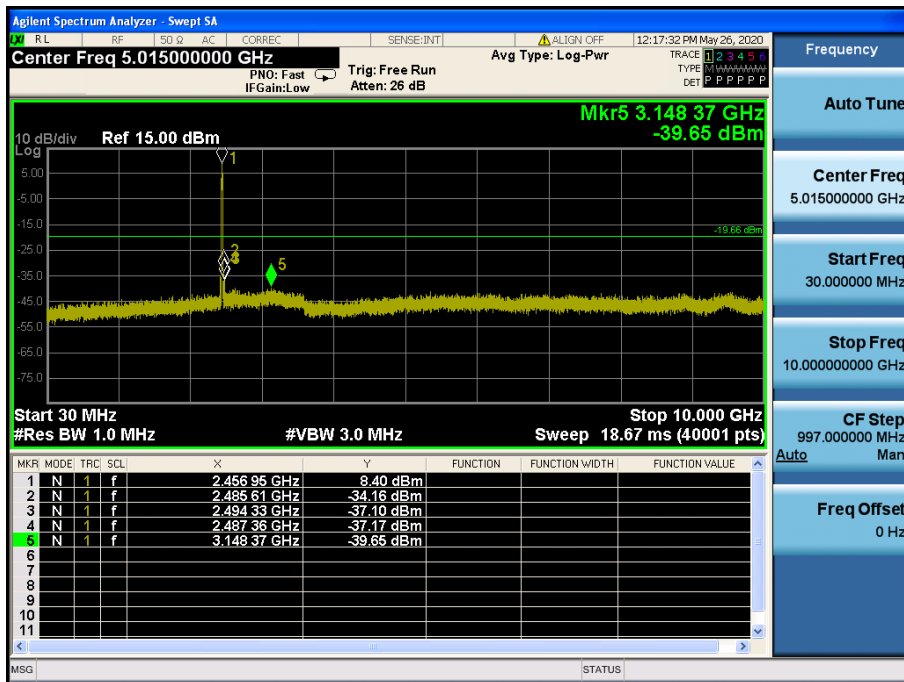 Agilent Spectrum Analyzer - Swept SA
LXI RL RF 50 Ω AC CORREC SENSE:INT ALIGN OFF 12:17:32 PM May 26, 2020
Center Freq 5.015000000 GHz
PNO: Fast
IFGain:Low
Trig: Free Run
Atten: 26 dB
Avg Type: Log-Pwr
TRACE 1 2 3 4 5 6
TYPE MWWWWW
DET P P P P P P
Mkr5 3.148 37 GHz
-39.65 dBm
10 dB/div Ref 15.00 dBm
Log
5.00
-5.00
-15.0
-25.0
-35.0
-45.0
-55.0
-65.0
-75.0
1
2
5
-19.66 dBm
Start 30 MHz Stop 10.000 GHz
#Res BW 1.0 MHz #VBW 3.0 MHz Sweep 18.67 ms (40001 pts)
MKR MODE TRC SCL X Y FUNCTION FUNCTION WIDTH FUNCTION VALUE
1 N 1 f 2.456 95 GHz 8.40 dBm
2 N 1 f 2.485 61 GHz -34.16 dBm
3 N 1 f 2.494 33 GHz -37.10 dBm
4 N 1 f 2.487 36 GHz -37.17 dBm
5 N 1 f 3.148 37 GHz -39.65 dBm
6
7
8
9
10
11
MSG STATUS
Frequency
Auto Tune
Center Freq
5.015000000 GHz
Start Freq
30.000000 MHz
Stop Freq
10.000000000 GHz
CF Step
997.000000 MHz
Auto Man
Freq Offset
0 Hz